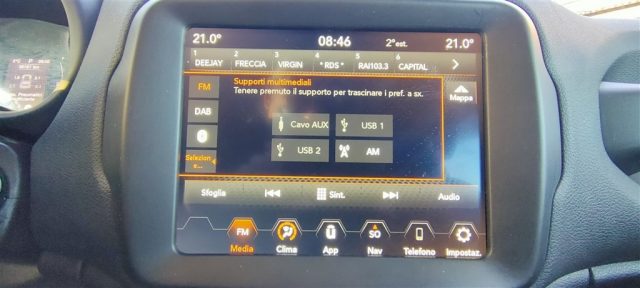 21.0° 08:46 2°est. 21.0°
1 2 3 4 5 6
DEEJAY FRECCIA VIRGIN * RDS * RAI103.3 CAPITAL
FM
Supporti multimediali
Tenere premuto il supporto per trascinare i pref. a sx.
Mappa
DAB
Cavo AUX USB 1
USB 2 AM
Selezion
e...
Sfoglia Sint. Audio
FM SO
Media Clima App Nav Telefono Impostaz.